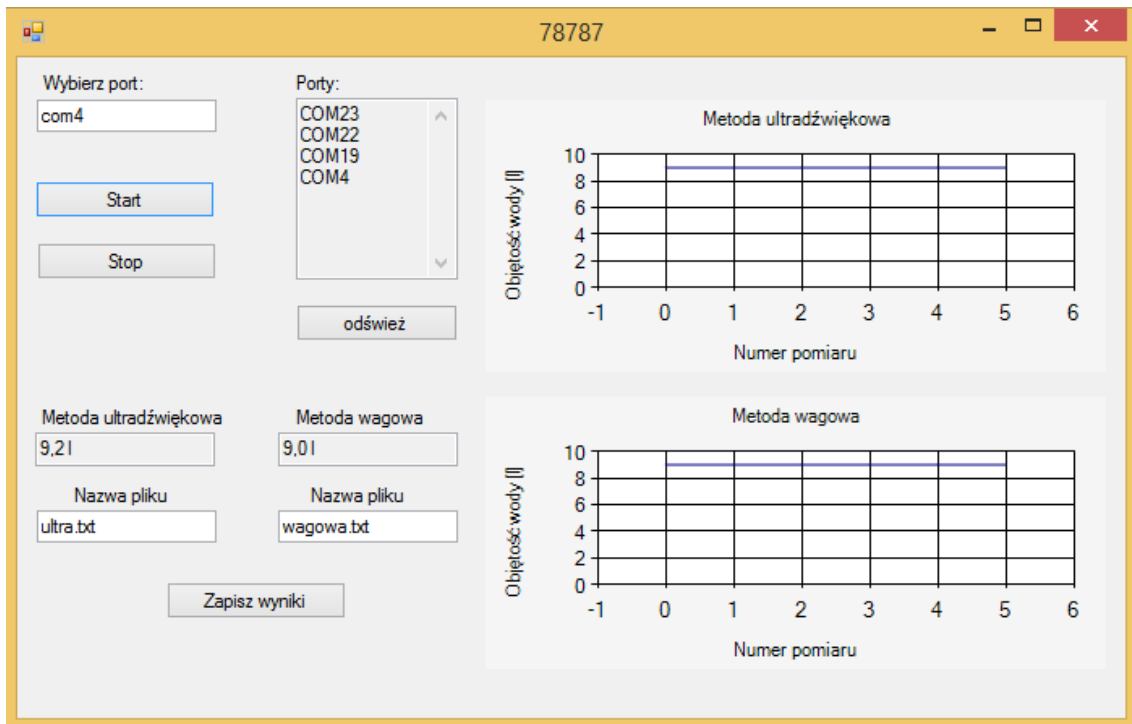 78787
Wybierz port:
com4
Start
Stop
Porty:
COM23
COM22
COM19
COM4
odśwież
Metoda ultradźwiękowa
9,2 l
Nazwa pliku
ultra.txt
Metoda wagowa
9,0 l
Nazwa pliku
wagowa.txt
Zapisz wyniki
Metoda ultradźwiękowa
Objętość wody [l]
10
8
6
4
2
0
-1 0 1 2 3 4 5 6
Numer pomiaru
Metoda wagowa
Objętość wody [l]
10
8
6
4
2
0
-1 0 1 2 3 4 5 6
Numer pomiaru